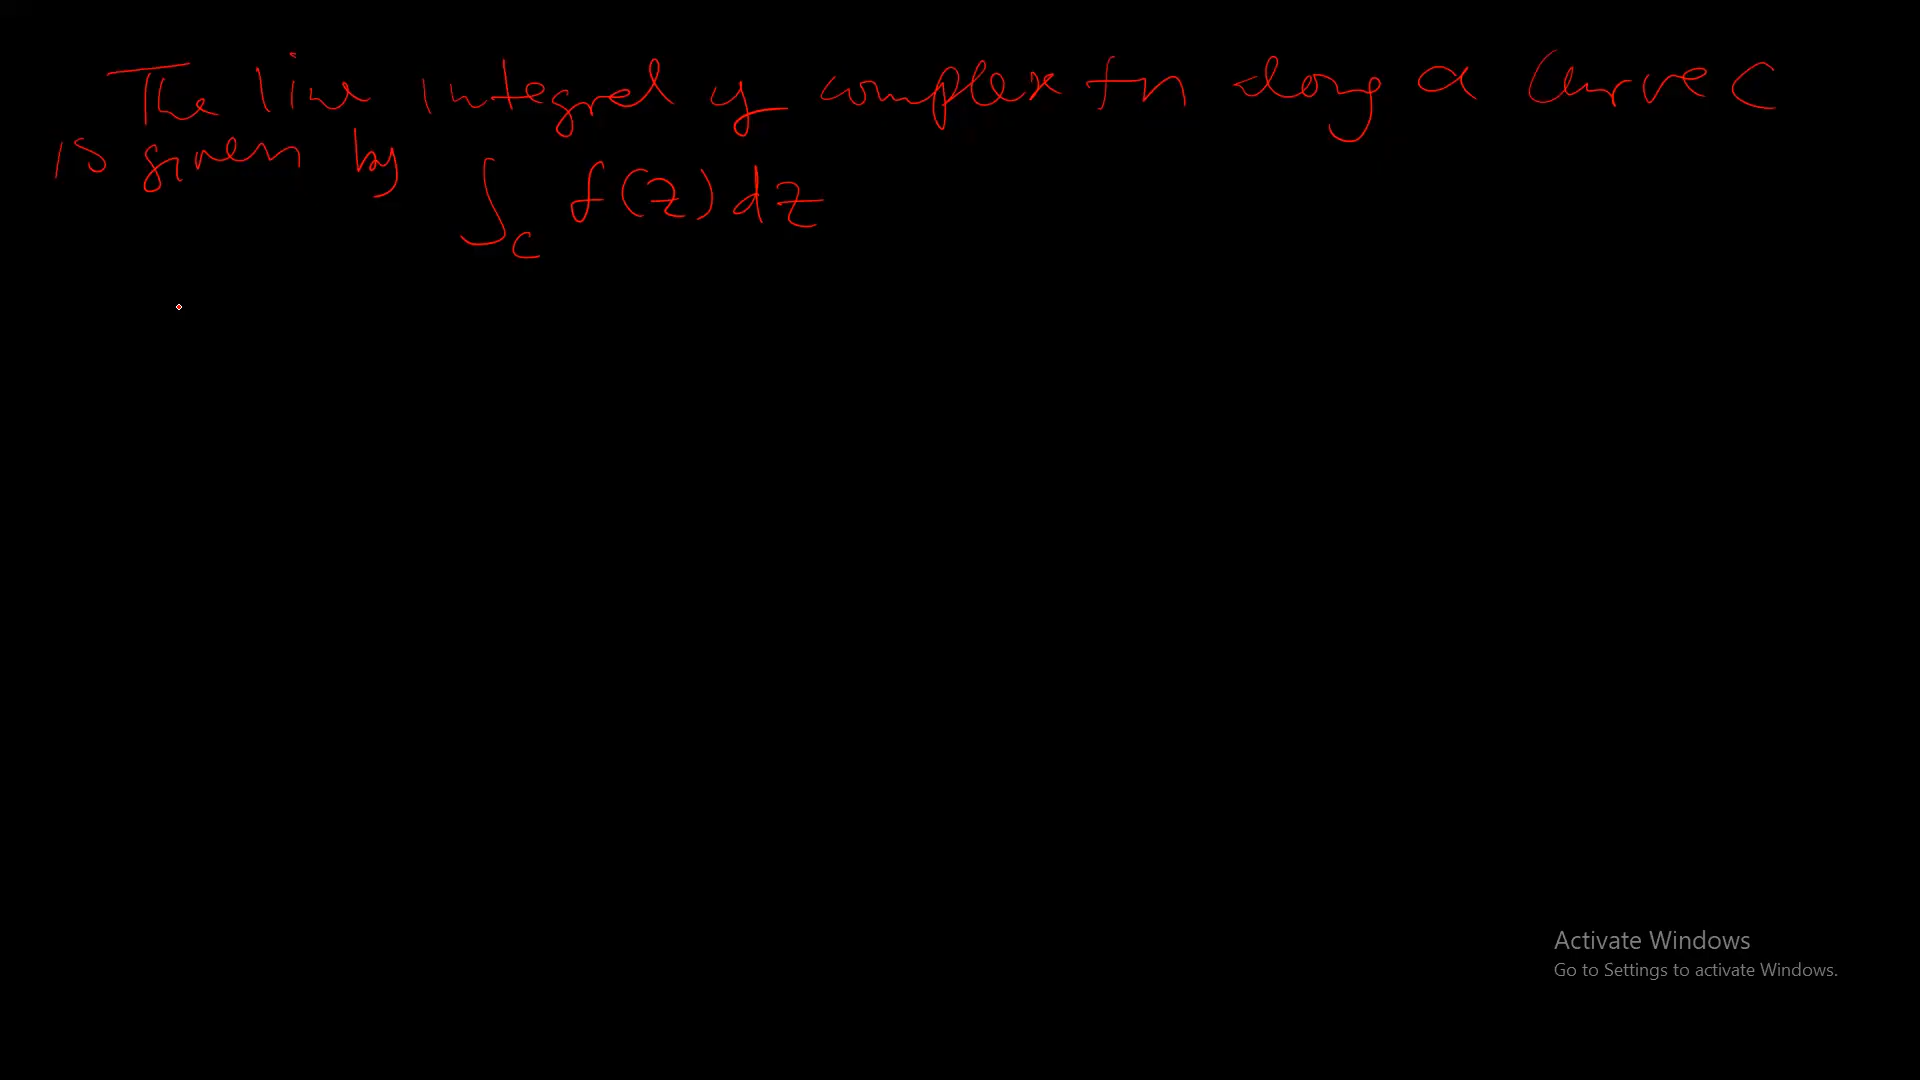 The line integral of complex fn along a curve C
is given by ∫_C f(z) dz
Activate Windows
Go to Settings to activate Windows.